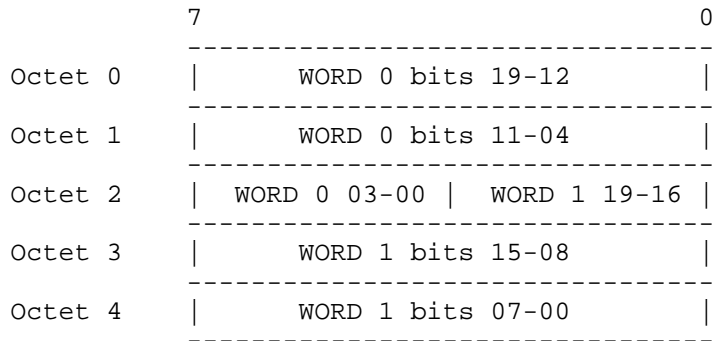 7 0
Octet 0 | WORD 0 bits 19-12 |
Octet 1 | WORD 0 bits 11-04 |
Octet 2 | WORD 0 03-00 | WORD 1 19-16 |
Octet 3 | WORD 1 bits 15-08 |
Octet 4 | WORD 1 bits 07-00 |